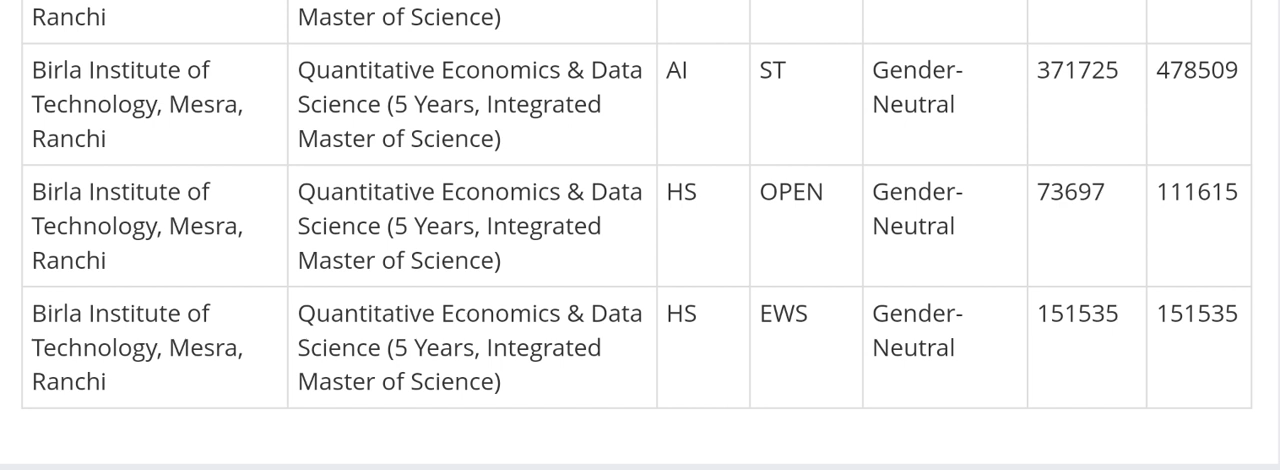 Ranchi Master of Science)
Birla Institute of Quantitative Economics & Data AI ST Gender- 371725 478509
Technology, Mesra, Science (5 Years, Integrated Neutral
Ranchi Master of Science)
Birla Institute of Quantitative Economics & Data HS OPEN Gender- 73697 111615
Technology, Mesra, Science (5 Years, Integrated Neutral
Ranchi Master of Science)
Birla Institute of Quantitative Economics & Data HS EWS Gender- 151535 151535
Technology, Mesra, Science (5 Years, Integrated Neutral
Ranchi Master of Science)